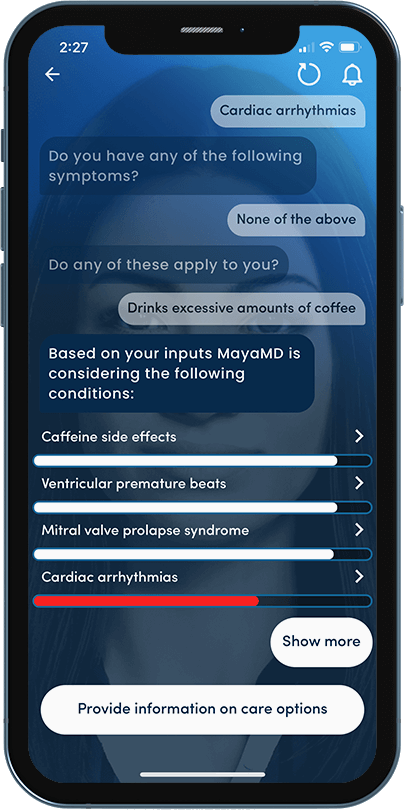 2:27
Cardiac arrhythmias
Do you have any of the following
symptoms?
None of the above
Do any of these apply to you?
Drinks excessive amounts of coffee
Based on your inputs MayaMD is
considering the following
conditions:
Caffeine side effects
Ventricular premature beats
Mitral valve prolapse syndrome
Cardiac arrhythmias
Show more
Provide information on care options